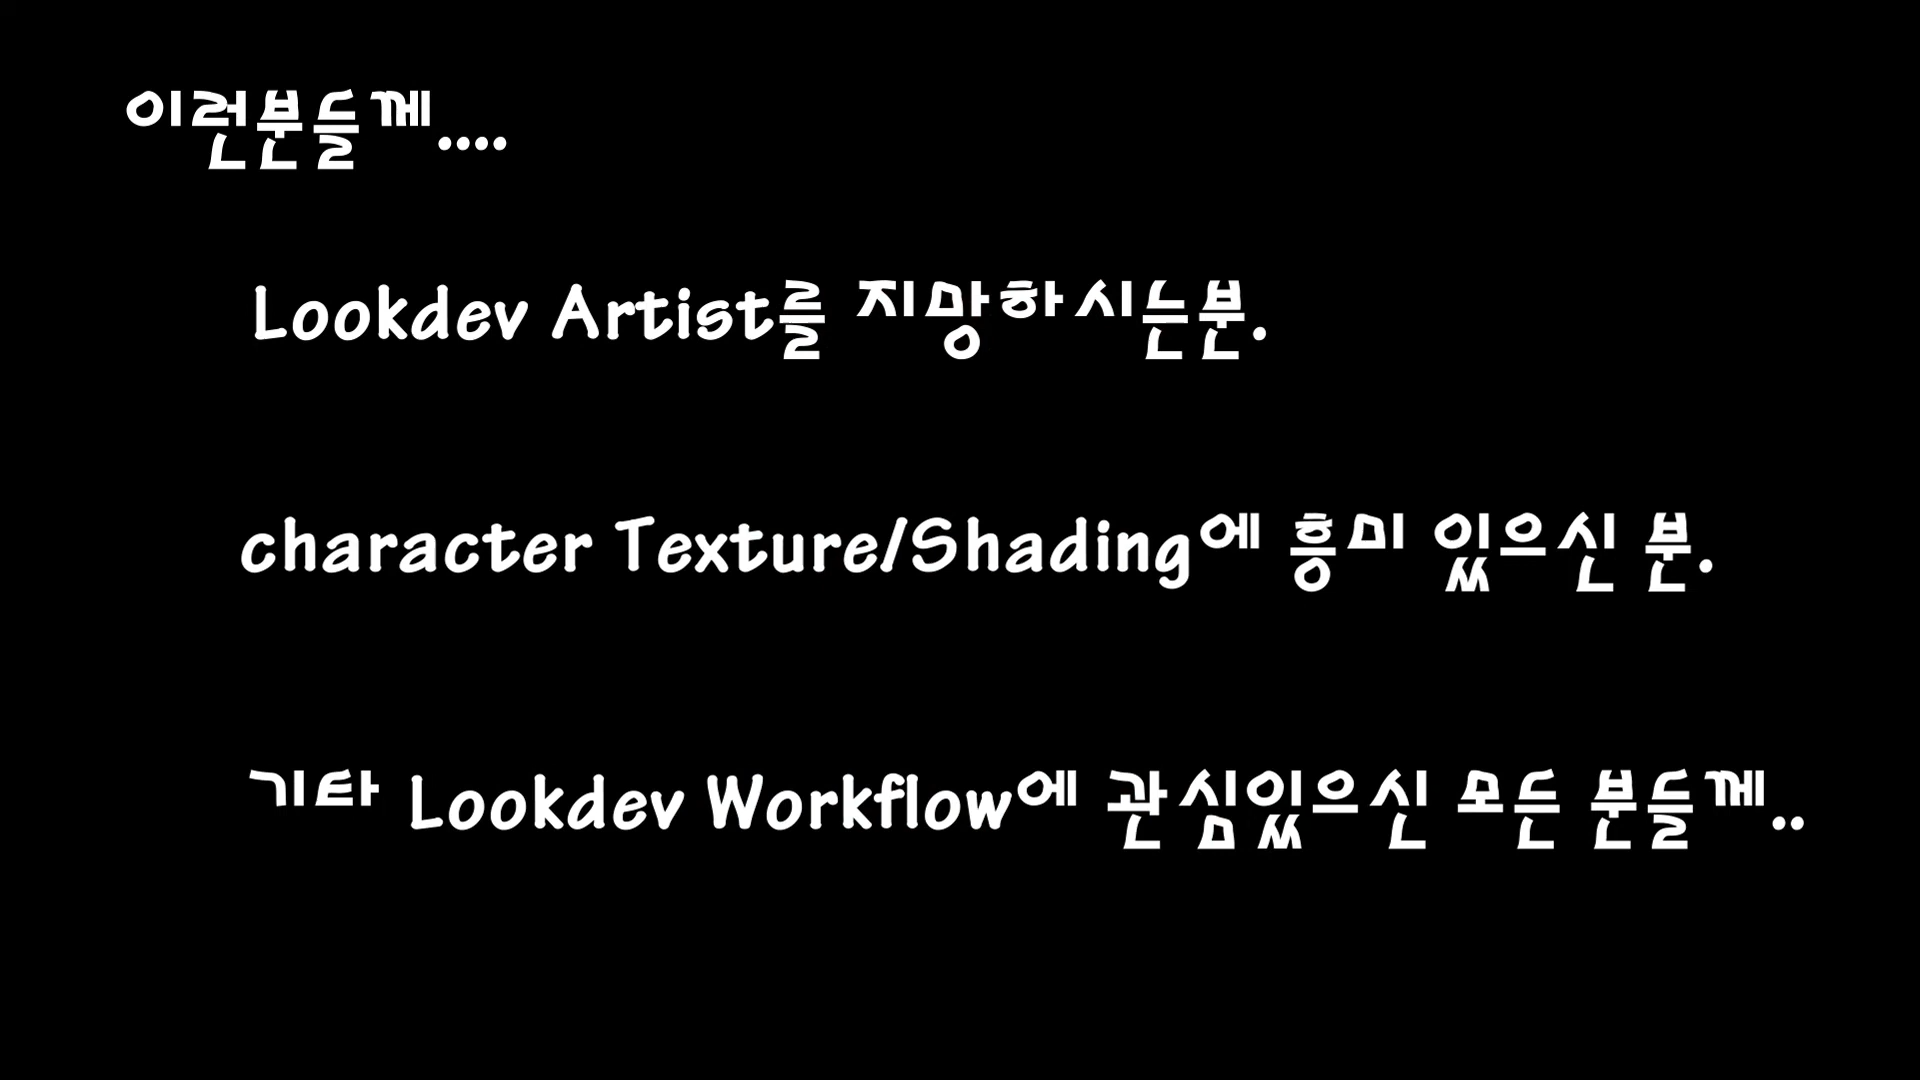 이런분들께....
Lookdev Artist를 지망하시는분.
character Texture/Shading에 흥미 있으신 분.
기타 Lookdev Workflow에 관심있으신 모든 분들께..